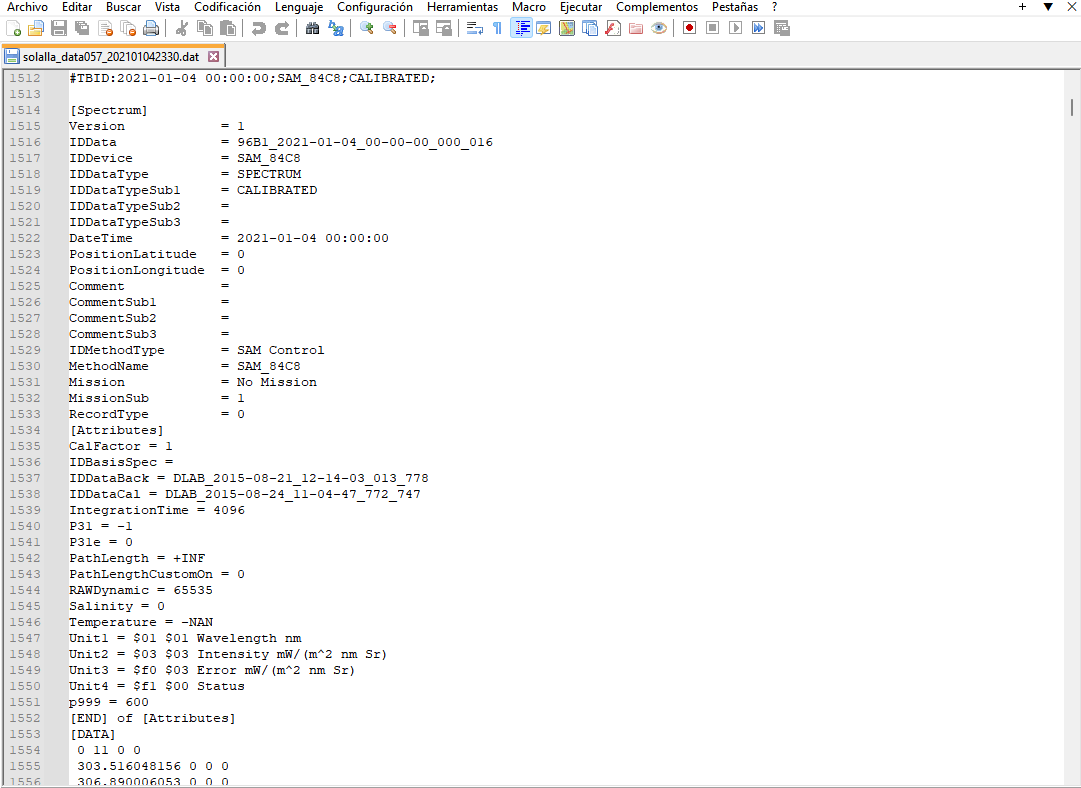 Archivo Editar Buscar Vista Codificación Lenguaje Configuración Herramientas Macro Ejecutar Complementos Pestañas ? + ▼ ✕
solalla_data057_202101042330.dat
1512 #TBID:2021-01-04 00:00:00;SAM_84C8;CALIBRATED;
1513
1514 [Spectrum]
1515 Version = 1
1516 IDData = 96B1_2021-01-04_00-00-00_000_016
1517 IDDevice = SAM_84C8
1518 IDDataType = SPECTRUM
1519 IDDataTypeSub1 = CALIBRATED
1520 IDDataTypeSub2 =
1521 IDDataTypeSub3 =
1522 DateTime = 2021-01-04 00:00:00
1523 PositionLatitude = 0
1524 PositionLongitude = 0
1525 Comment =
1526 CommentSub1 =
1527 CommentSub2 =
1528 CommentSub3 =
1529 IDMethodType = SAM Control
1530 MethodName = SAM_84C8
1531 Mission = No Mission
1532 MissionSub = 1
1533 RecordType = 0
1534 [Attributes]
1535 CalFactor = 1
1536 IDBasisSpec =
1537 IDDataBack = DLAB_2015-08-21_12-14-03_013_778
1538 IDDataCal = DLAB_2015-08-24_11-04-47_772_747
1539 IntegrationTime = 4096
1540 P31 = -1
1541 P31e = 0
1542 PathLength = +INF
1543 PathLengthCustomOn = 0
1544 RAWDynamic = 65535
1545 Salinity = 0
1546 Temperature = -NAN
1547 Unit1 = $01 $01 Wavelength nm
1548 Unit2 = $03 $03 Intensity mW/(m^2 nm Sr)
1549 Unit3 = $f0 $03 Error mW/(m^2 nm Sr)
1550 Unit4 = $f1 $00 Status
1551 p999 = 600
1552 [END] of [Attributes]
1553 [DATA]
1554 0 11 0 0
1555 303.516048156 0 0 0
1556 306.890006053 0 0 0